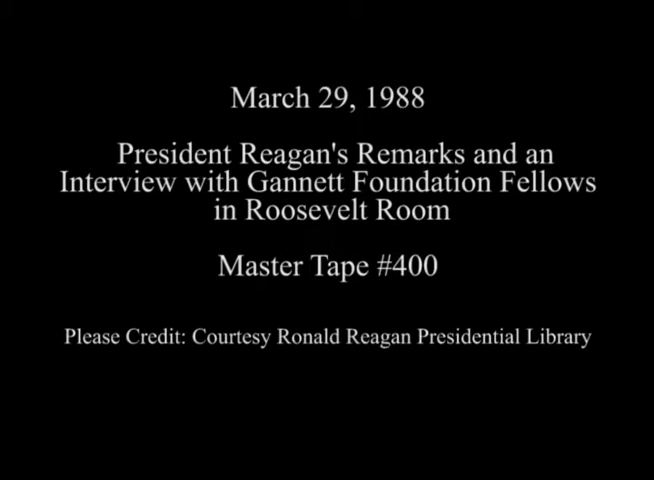 March 29, 1988
President Reagan's Remarks and an
Interview with Gannett Foundation Fellows
in Roosevelt Room
Master Tape #400
Please Credit: Courtesy Ronald Reagan Presidential Library